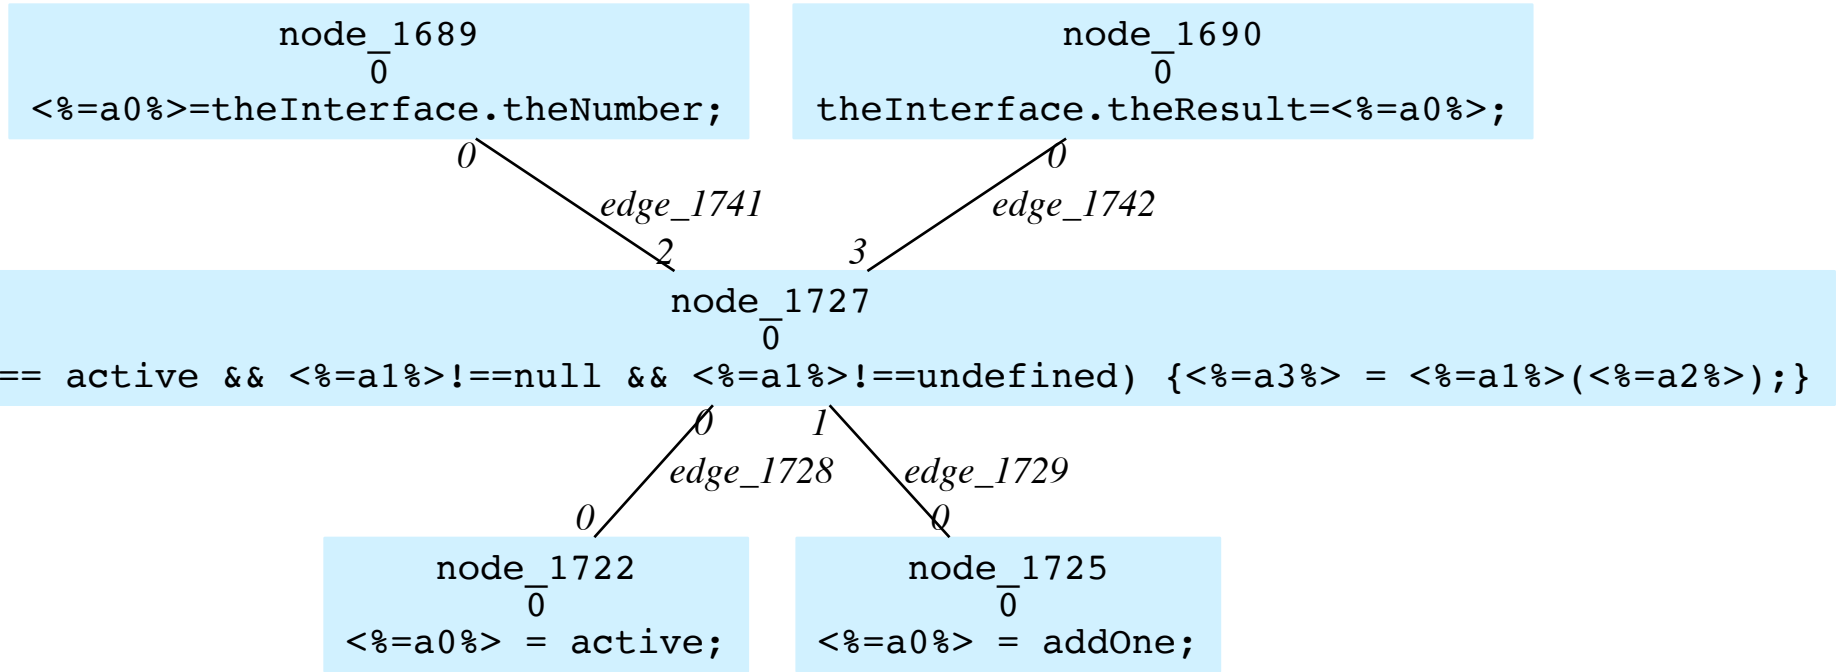 node_1689
0
<%=a0%>=theInterface.theNumber;
node_1690
0
theInterface.theResult=<%=a0%>;
0
0
edge_1741
edge_1742
2
3
node_1727
0
== active && <%=a1%>!==null && <%=a1%>!==undefined) {<%=a3%> = <%=a1%>(<%=a2%>);}
0
1
edge_1728
edge_1729
0
0
node_1722
0
<%=a0%> = active;
node_1725
0
<%=a0%> = addOne;